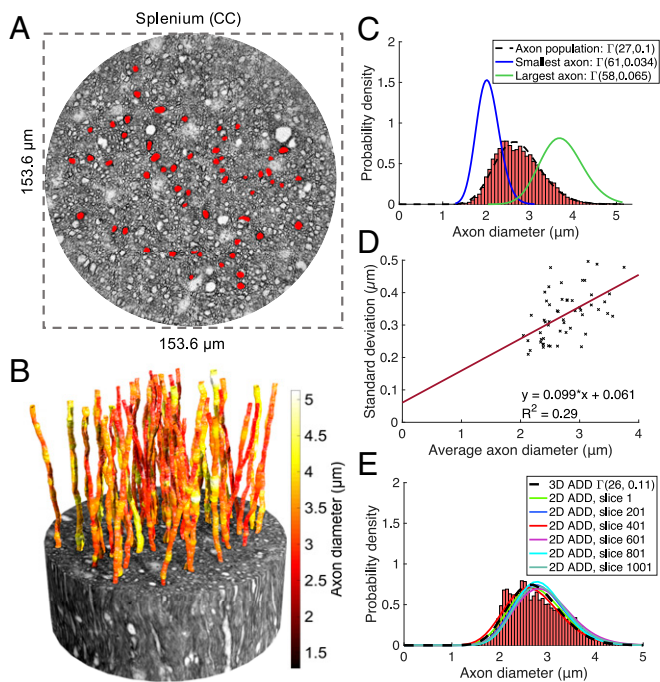 A
Splenium (CC)
153.6 µm
153.6 µm
B
5
4.5
4
3.5
3
2.5
2
1.5
Axon diameter (µm)
C
Axon population: Γ(27,0.1)
Smallest axon: Γ(61,0.034)
Largest axon: Γ(58,0.065)
2
1.5
1
0.5
0
Probability density
0 1 2 3 4 5
Axon diameter (µm)
D
0.5
0.4
0.3
0.2
0.1
0
Standard deviation (µm)
y = 0.099*x + 0.061
R² = 0.29
0 1 2 3 4
Average axon diameter (µm)
E
3D ADD Γ(26, 0.11)
2D ADD, slice 1
2D ADD, slice 201
2D ADD, slice 401
2D ADD, slice 601
2D ADD, slice 801
2D ADD, slice 1001
2
1.5
1
0.5
0
Probability density
0 1 2 3 4 5
Axon diameter (µm)